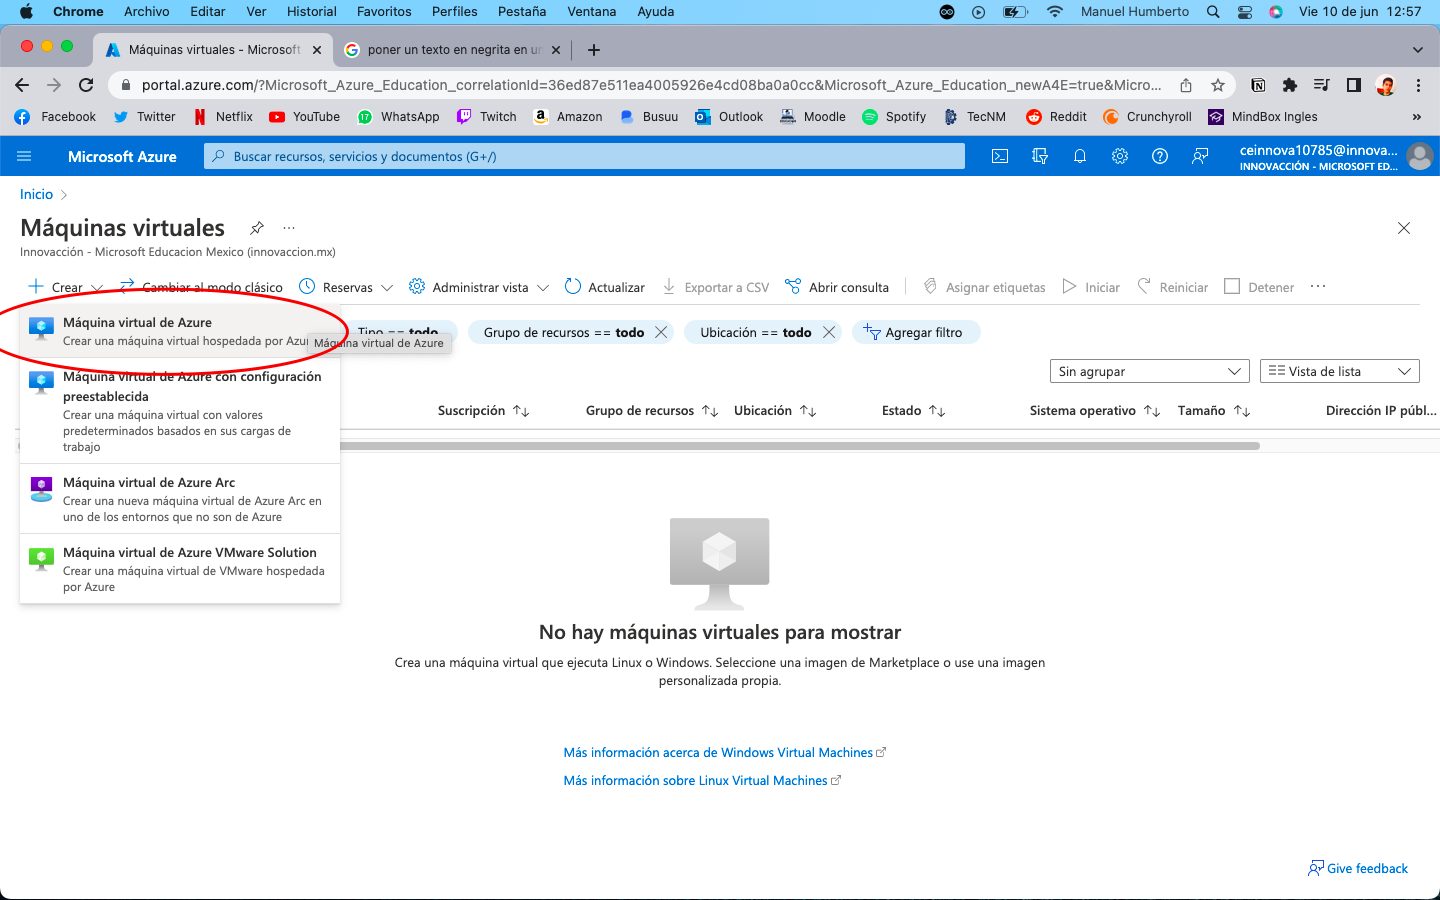 Chrome Archivo Editar Ver Historial Favoritos Perfiles Pestaña Ventana Ayuda Manuel Humberto Vie 10 de jun 12:57
Máquinas virtuales - Microsoft poner un texto en negrita en un
portal.azure.com/?Microsoft_Azure_Education_correlationId=36ed87e511ea4005926e4cd08ba0a0cc&Microsoft_Azure_Education_newA4E=true&Micro...
Facebook Twitter Netflix YouTube 17 WhatsApp Twitch Amazon Busuu Outlook Moodle Spotify TecNM Reddit Crunchyroll MindBox Ingles »
Microsoft Azure Buscar recursos, servicios y documentos (G+/) ceinnova10785@innova...
INNOVACCIÓN - MICROSOFT ED...
Inicio >
Máquinas virtuales ...
Innovacción - Microsoft Educacion Mexico (innovaccion.mx)
Crear Cambiar al modo clásico Reservas Administrar vista Actualizar Exportar a CSV Abrir consulta Asignar etiquetas Iniciar Reiniciar Detener ...
Tipo == todo Grupo de recursos == todo Ubicación == todo Agregar filtro
Máquina virtual de Azure
Crear una máquina virtual hospedada por Azu
Máquina virtual de Azure
Máquina virtual de Azure con configuración
preestablecida
Crear una máquina virtual con valores
predeterminados basados en sus cargas de
trabajo
Máquina virtual de Azure Arc
Crear una nueva máquina virtual de Azure Arc en
uno de los entornos que no son de Azure
Máquina virtual de Azure VMware Solution
Crear una máquina virtual de VMware hospedada
por Azure
Sin agrupar Vista de lista
Suscripción Grupo de recursos Ubicación Estado Sistema operativo Tamaño Dirección IP públ...
No hay máquinas virtuales para mostrar
Crea una máquina virtual que ejecuta Linux o Windows. Seleccione una imagen de Marketplace o use una imagen
personalizada propia.
Más información acerca de Windows Virtual Machines
Más información sobre Linux Virtual Machines
Give feedback